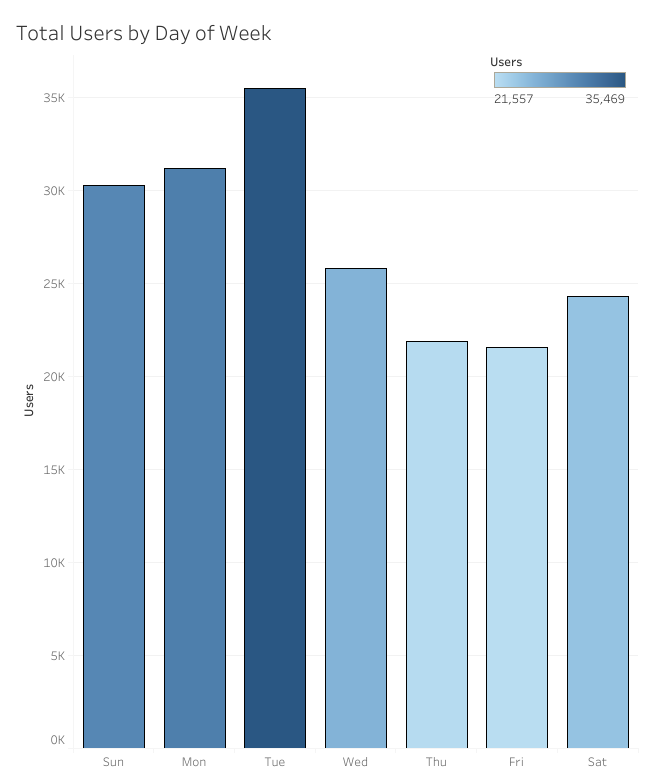 Total Users by Day of Week
Users
21,557 35,469
35K
30K
25K
20K
15K
10K
5K
0K
Users
Sun Mon Tue Wed Thu Fri Sat